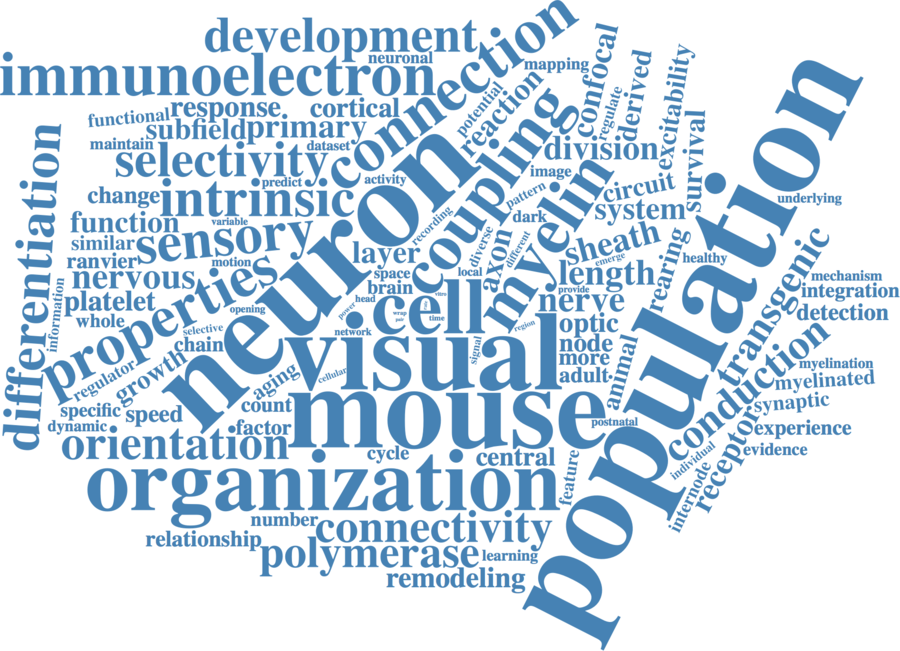 development
neuronal
immunoelectron
connection
mapping
confocal
functional
response
cortical
potential
reaction
regulate
derived
excitability
subfield
primary
maintain
dataset
division
survival
selectivity
predict
activity
coupling
image
change
intrinsic
pattern
circuit
underlying
population
differentiation
function
variable
recording
dark
system
similar
sensory
neuron
layer
diverse
different
myelin
sheath
emerge
healthy
ranvier
motion
space
local
axon
length
rearing
transgenic
mechanism
nervous
brain
provide
integration
information
platelet
properties
opening
power
head
cell
vitro
wrap
pair
time
nerve
detection
whole
selective
network
region
optic
chain
visual
signal
node
regulator
growth
cellular
more
animal
conduction
myelination
aging
adult
myelinated
specific
speed
count
mouse
postnatal
synaptic
dynamic
factor
experience
orientation
cycle
central
feature
individual
receptor
evidence
organization
internode
number
connectivity
relationship
polymerase
learning
remodeling